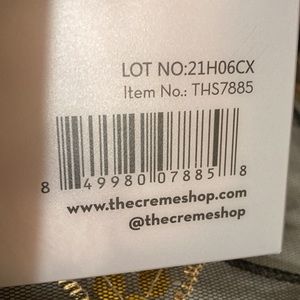 LOT NO:21H06CX
Item No.: THS7885
8 49980 07885 8
www.thecremeshop.com
@thecremeshop